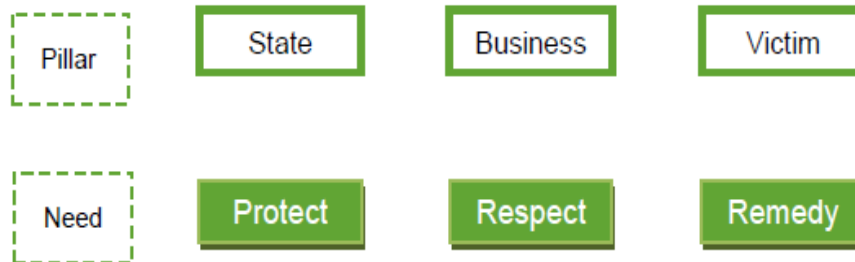 Pillar
State
Business
Victim
Need
Protect
Respect
Remedy